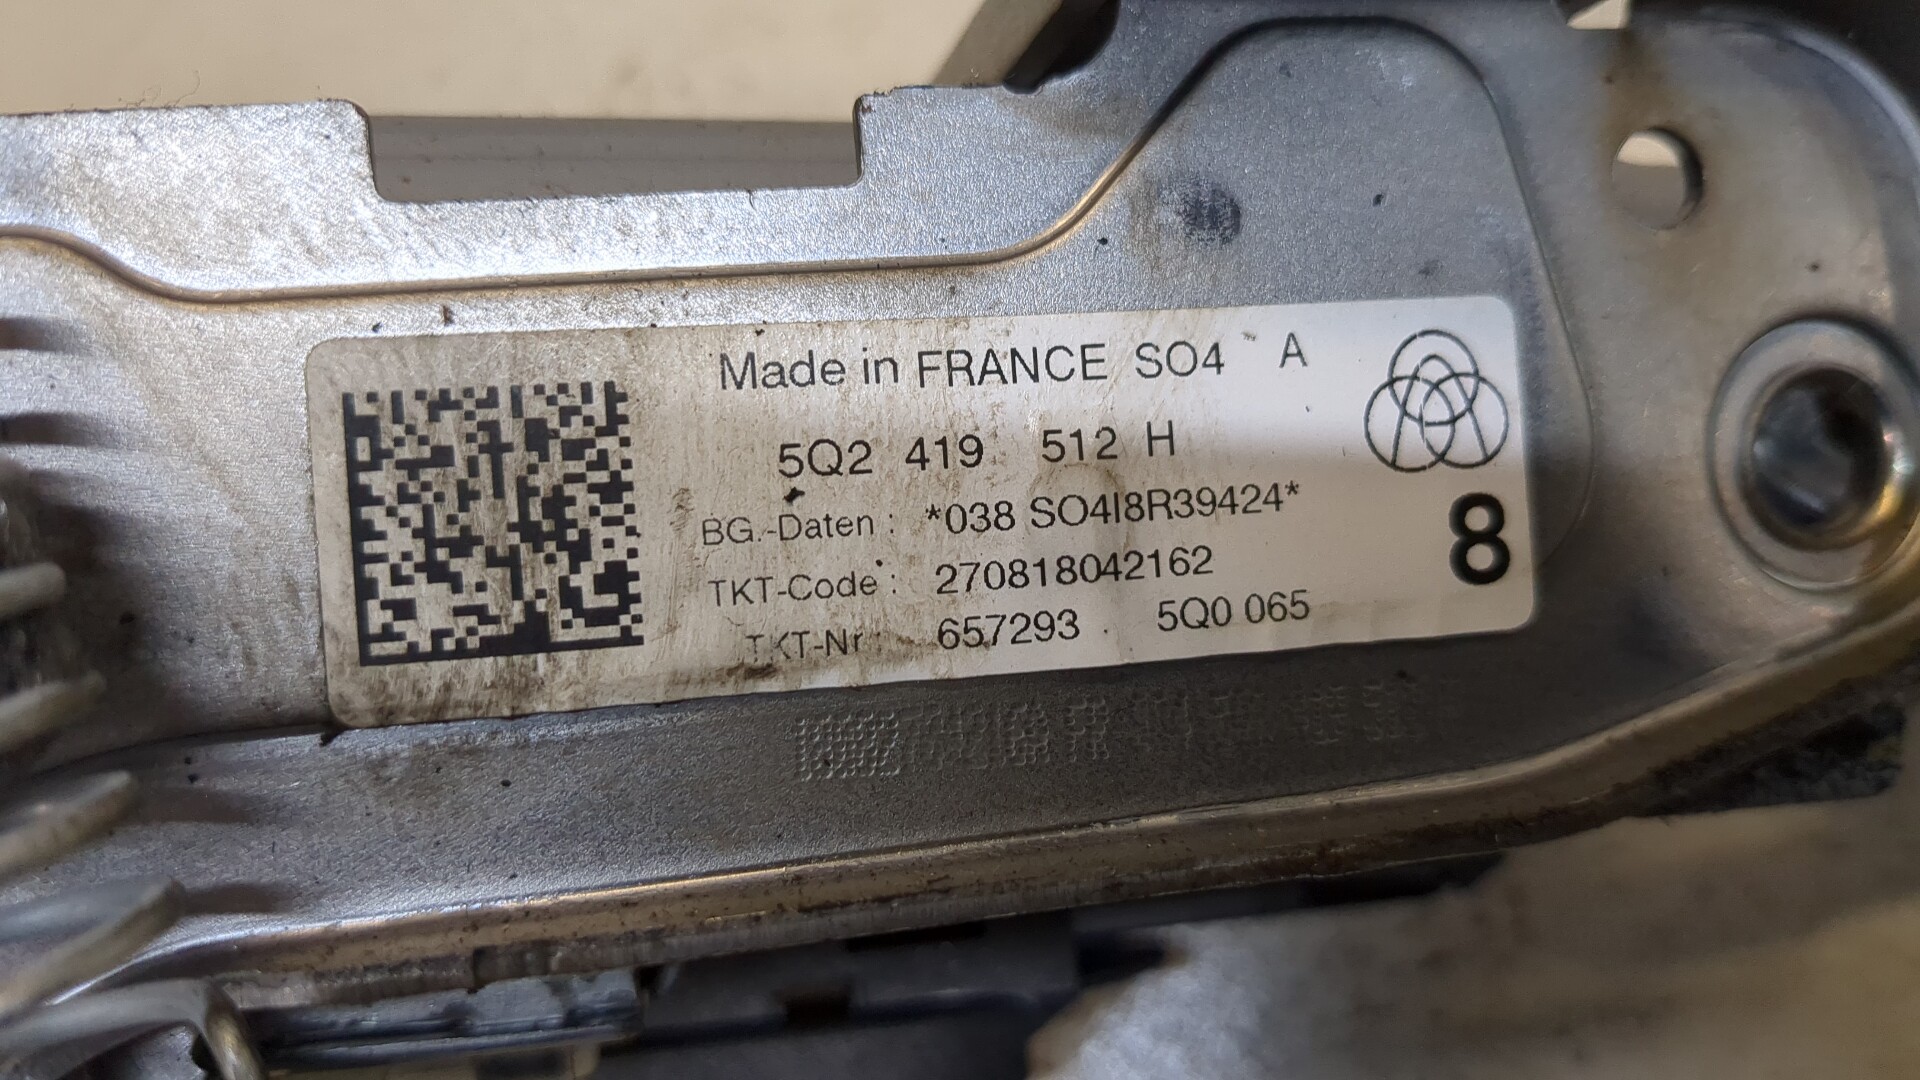 Made in FRANCE SO4 A
5Q2 419 512 H
BG.-Daten : *038 SO4I8R39424*
8
TKT-Code : 270818042162
TKT-Nr : 657293 5Q0 065